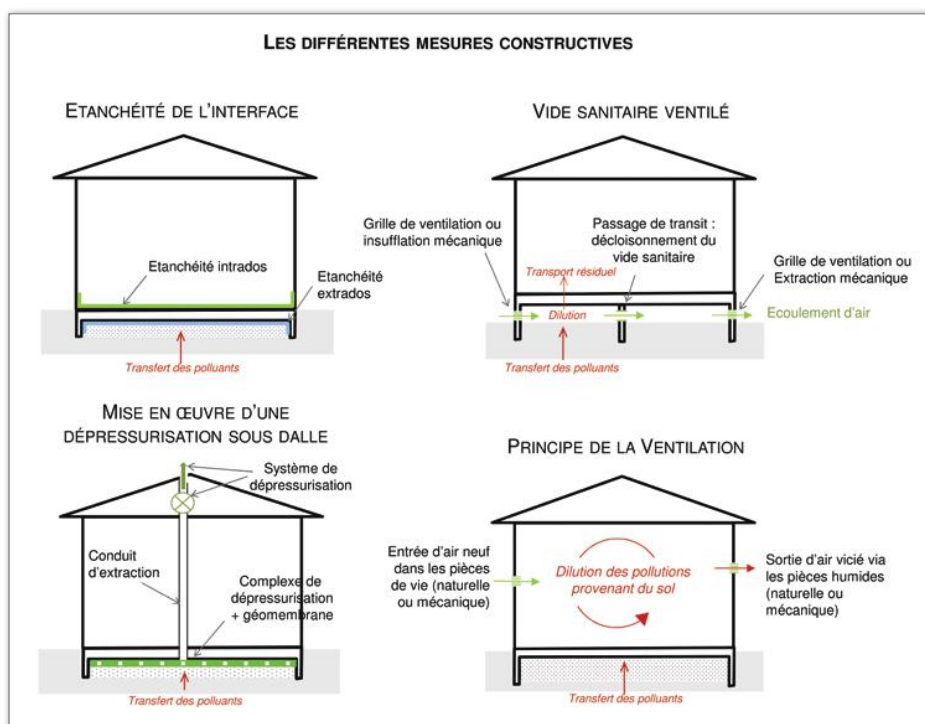 LES DIFFÉRENTES MESURES CONSTRUCTIVES
ETANCHÉITÉ DE L'INTERFACE
Etanchéité intrados
Etanchéité
extrados
Transfert des polluants
VIDE SANITAIRE VENTILÉ
Grille de ventilation ou
insufflation mécanique
Passage de transit :
décloisonnement du
vide sanitaire
Grille de ventilation ou
Extraction mécanique
Transport résiduel
Dilution
Ecoulement d'air
Transfert des polluants
MISE EN ŒUVRE D'UNE
DÉPRESSURISATION SOUS DALLE
Système de
dépressurisation
Conduit
d'extraction
Complexe de
dépressurisation
+ géomembrane
Transfert des polluants
PRINCIPE DE LA VENTILATION
Entrée d'air neuf
dans les pièces
de vie (naturelle
ou mécanique)
Dilution des pollutions
provenant du sol
Sortie d'air vicié via
les pièces humides
(naturelle ou
mécanique)
Transfert des polluants